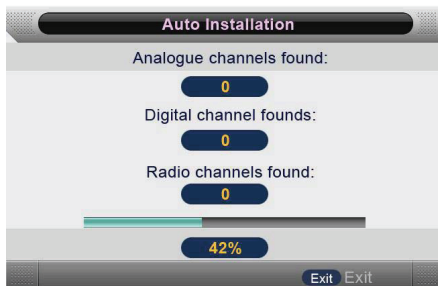 Auto Installation
Analogue channels found:
0
Digital channel founds:
0
Radio channels found:
0
42%
Exit Exit